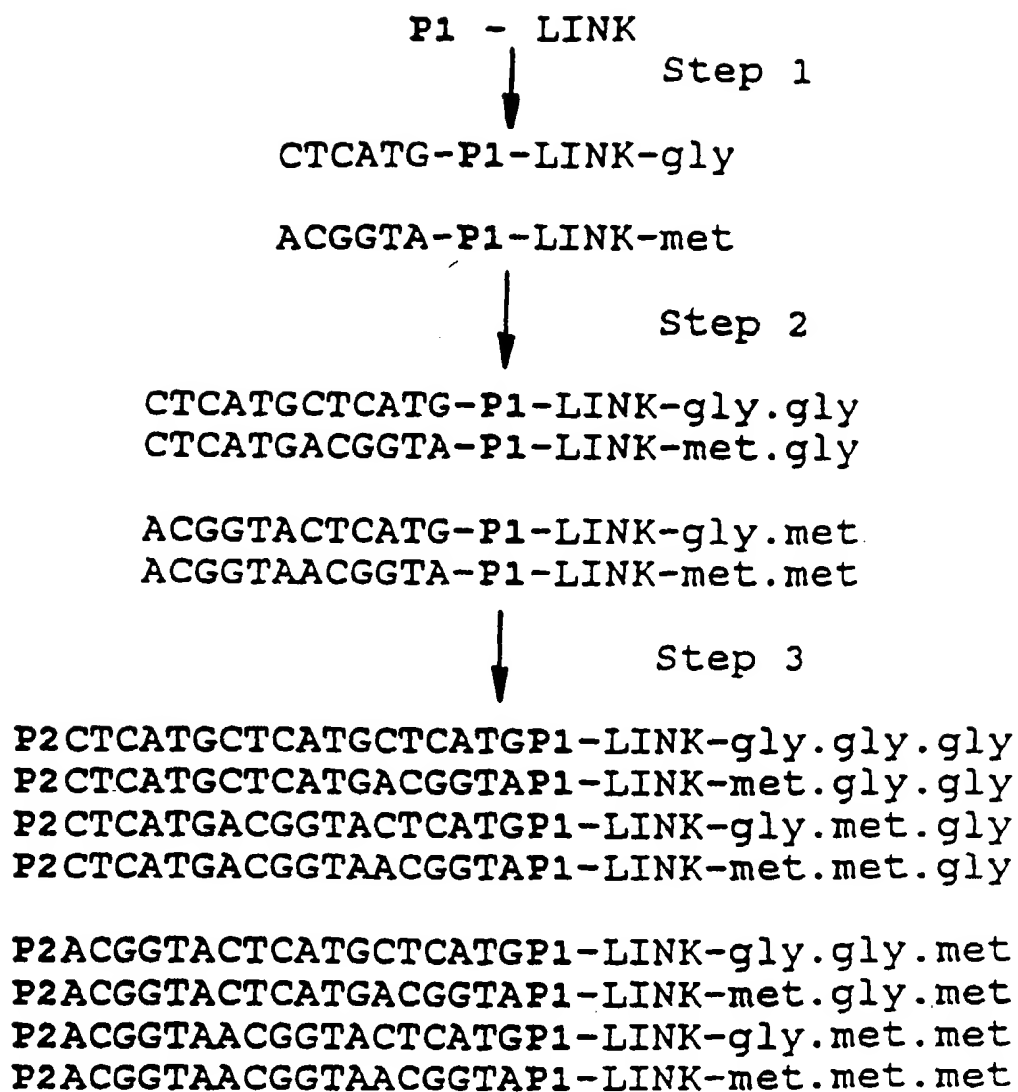 P1 - LINK
Step 1
CTCATG-P1-LINK-gly
ACGGTA-P1-LINK-met
Step 2
CTCATGCTCATG-P1-LINK-gly.gly
CTCATGACGGTA-P1-LINK-met.gly
ACGGTACTCATG-P1-LINK-gly.met
ACGGTAACGGTA-P1-LINK-met.met
Step 3
P2CTCATGCTCATGCTCATGP1-LINK-gly.gly.gly
P2CTCATGCTCATGACGGTAP1-LINK-met.gly.gly
P2CTCATGACGGTACTCATGP1-LINK-gly.met.gly
P2CTCATGACGGTAACGGTAP1-LINK-met.met.gly
P2ACGGTACTCATGCTCATGP1-LINK-gly.gly.met
P2ACGGTACTCATGACGGTAP1-LINK-met.gly.met
P2ACGGTAACGGTACTCATGP1-LINK-gly.met.met
P2ACGGTAACGGTAACGGTAP1-LINK-met.met.met